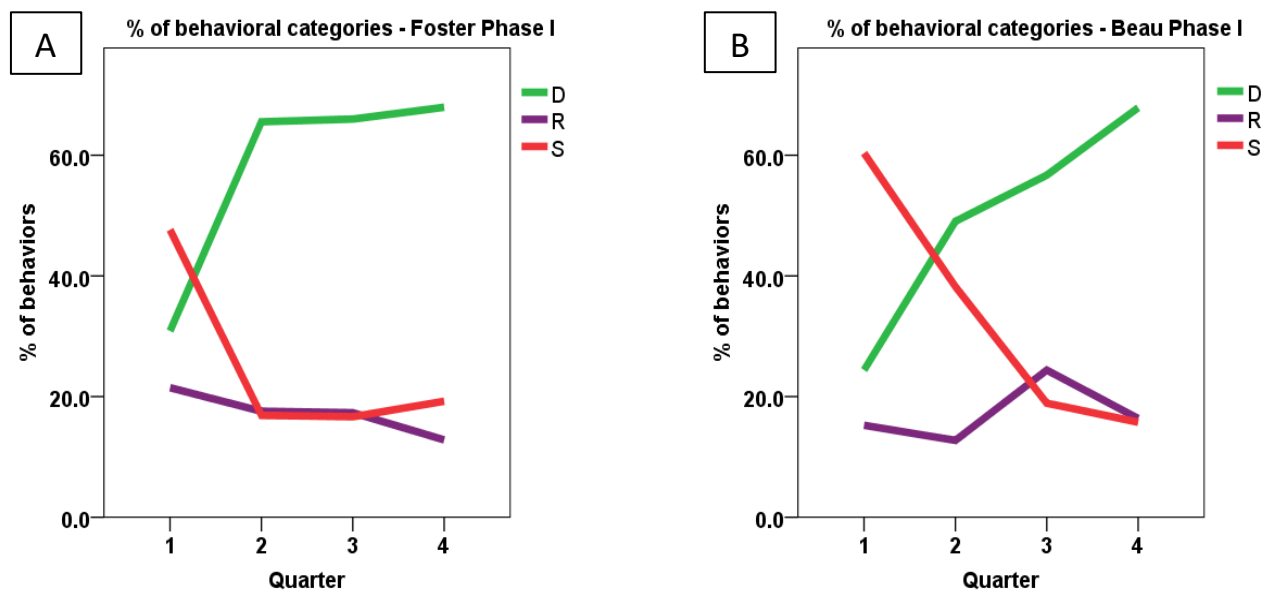 A
% of behavioral categories - Foster Phase I
D
R
S
60.0
40.0
20.0
0.0
% of behaviors
1 2 3 4
Quarter
B
% of behavioral categories - Beau Phase I
D
R
S
60.0
40.0
20.0
0.0
% of behaviors
1 2 3 4
Quarter